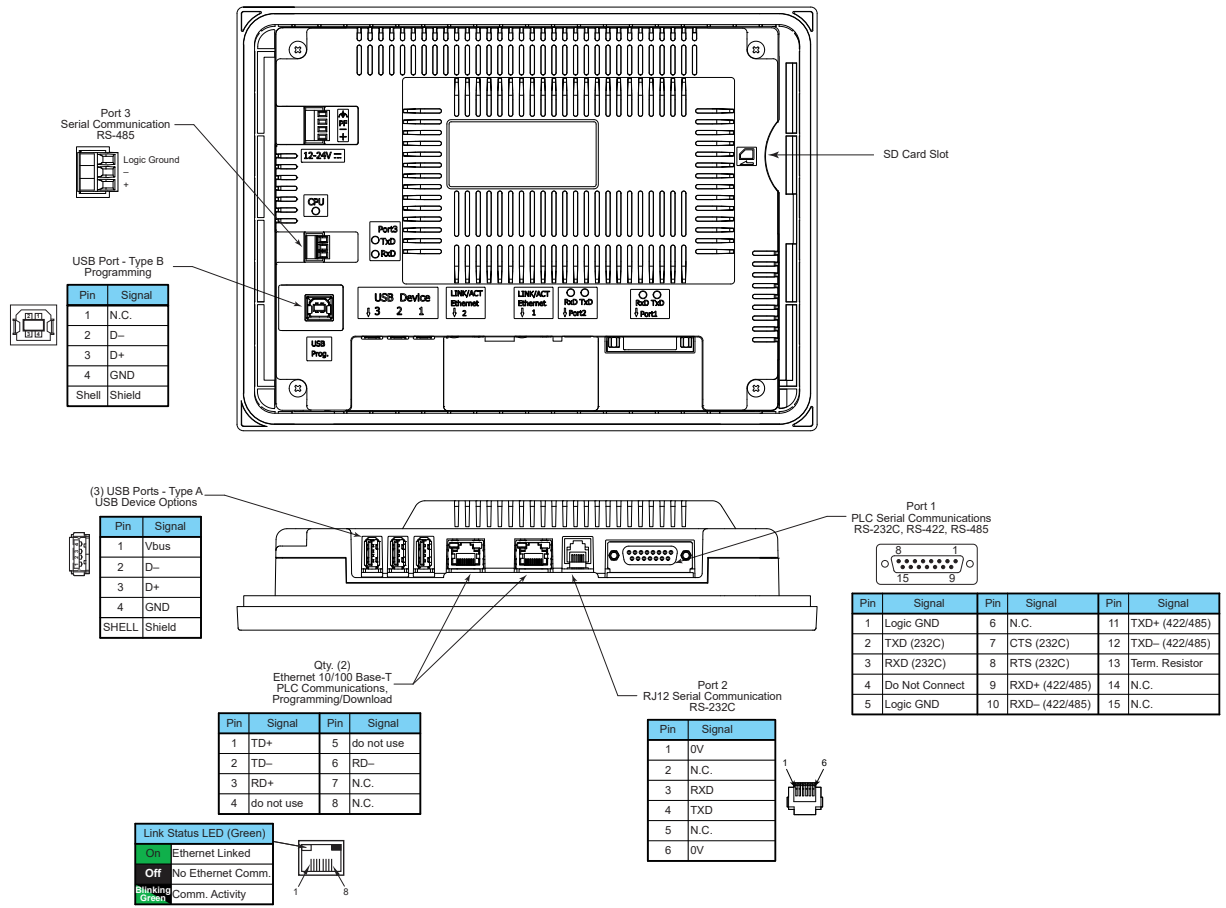 Port 3
Serial Communication
RS-485
Logic Ground
–
+
12-24V
PF
–
+
CPU
Port3
TxD
RxD
SD Card Slot
USB Port - Type B
Programming
Pin Signal
1 N.C.
2 D–
3 D+
4 GND
Shell Shield
2 1
3 4
USB Prog.
USB Device
3 2 1
LINK/ACT
Ethernet
2
LINK/ACT
Ethernet
1
RxD TxD
Port2
RxD TxD
Port1
(3) USB Ports - Type A
USB Device Options
Pin Signal
1 Vbus
2 D–
3 D+
4 GND
SHELL Shield
Port 1
PLC Serial Communications
RS-232C, RS-422, RS-485
8 1
15 9
Pin Signal Pin Signal Pin Signal
1 Logic GND 6 N.C. 11 TXD+ (422/485)
2 TXD (232C) 7 CTS (232C) 12 TXD– (422/485)
3 RXD (232C) 8 RTS (232C) 13 Term. Resistor
4 Do Not Connect 9 RXD+ (422/485) 14 N.C.
5 Logic GND 10 RXD– (422/485) 15 N.C.
Qty. (2)
Ethernet 10/100 Base-T
PLC Communications,
Programming/Download
Pin Signal Pin Signal
1 TD+ 5 do not use
2 TD– 6 RD–
3 RD+ 7 N.C.
4 do not use 8 N.C.
Port 2
RJ12 Serial Communication
RS-232C
Pin Signal
1 0V
2 N.C.
3 RXD
4 TXD
5 N.C.
6 0V
1 6
Link Status LED (Green)
On Ethernet Linked
Off No Ethernet Comm.
Blinking Green Comm. Activity
1 8